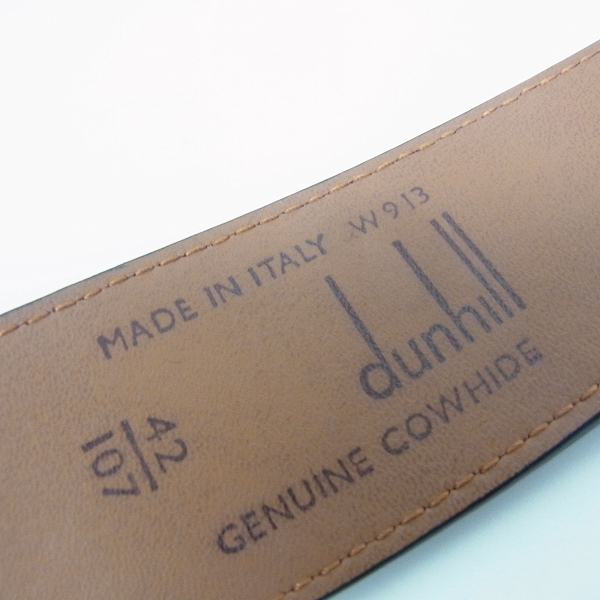 MADE IN ITALY W913
dunhill
GENUINE COWHIDE
42
107